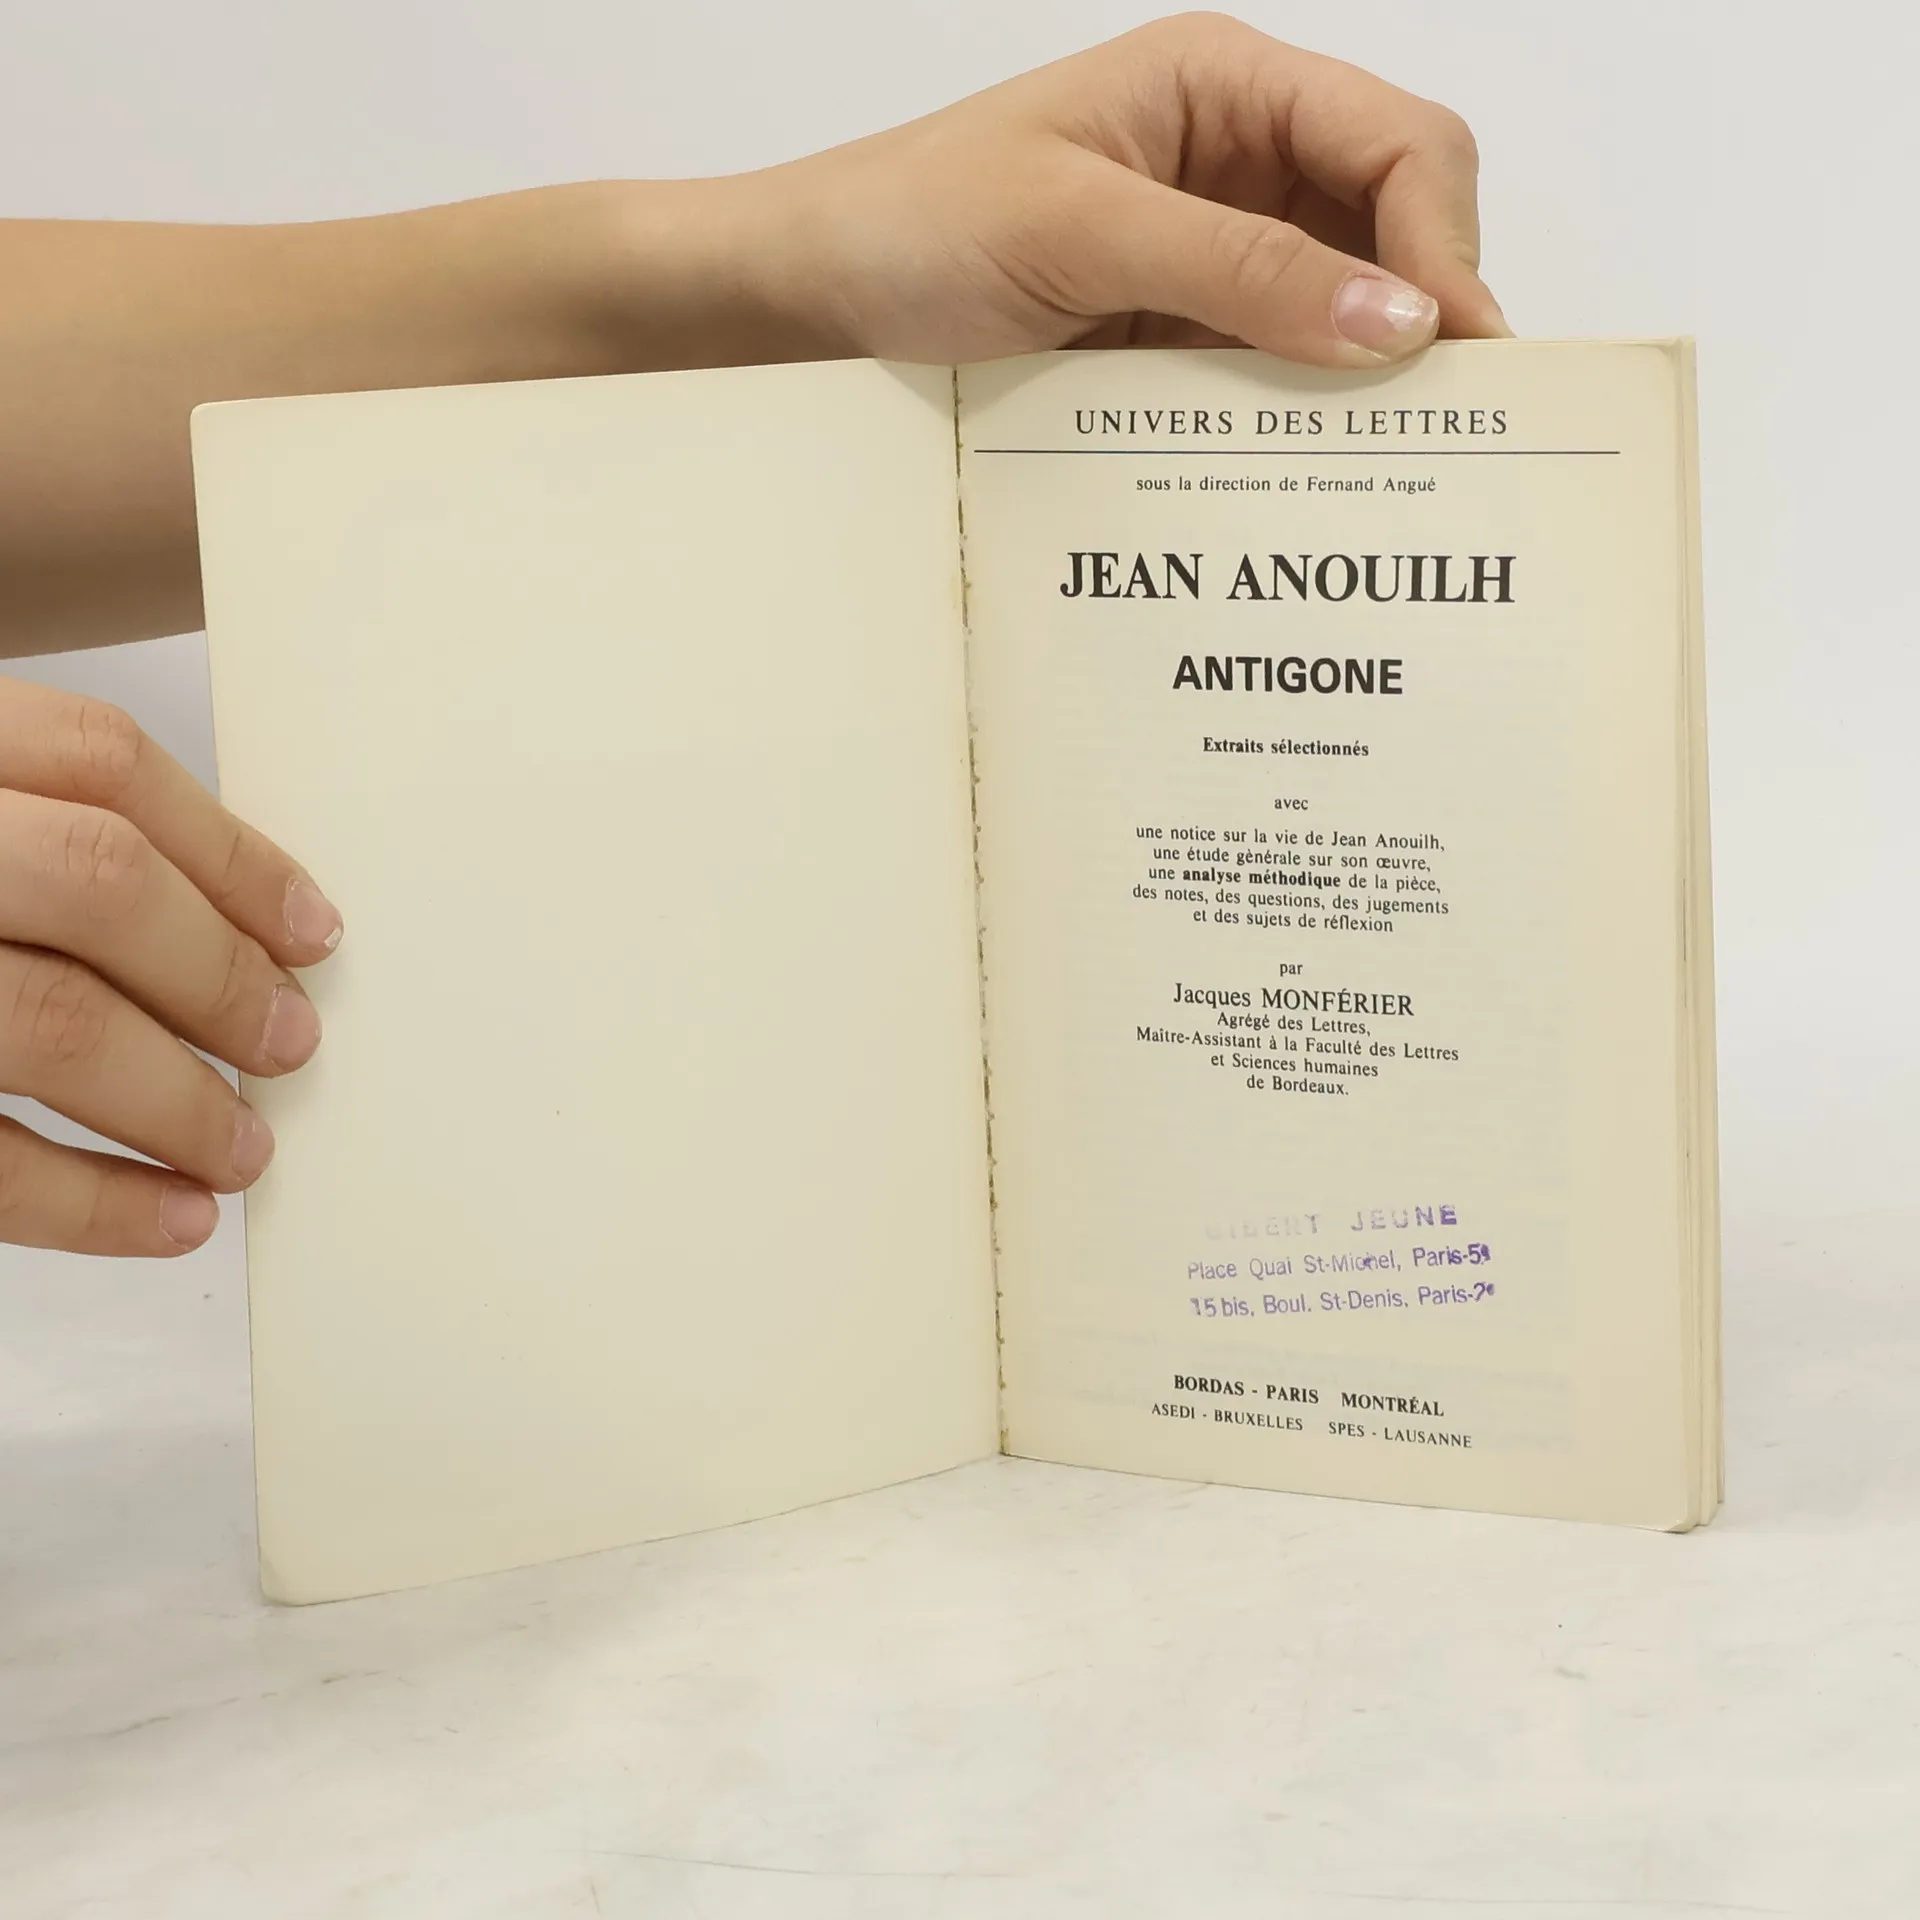 UNIVERS DES LETTRES
sous la direction de Fernand Angué
JEAN ANOUILH
ANTIGONE
Extraits sélectionnés
avec
une notice sur la vie de Jean Anouilh,
une étude gènérale sur son œuvre,
une analyse méthodique de la pièce,
des notes, des questions, des jugements
et des sujets de réflexion
par
Jacques MONFÉRIER
Agrégé des Lettres,
Maître-Assistant à la Faculté des Lettres
et Sciences humaines
de Bordeaux.
GIBERT JEUNE
Place Quai St-Michel, Paris-5e
15 bis, Boul. St-Denis, Paris-2e
BORDAS - PARIS MONTRÉAL
ASEDI - BRUXELLES SPES - LAUSANNE